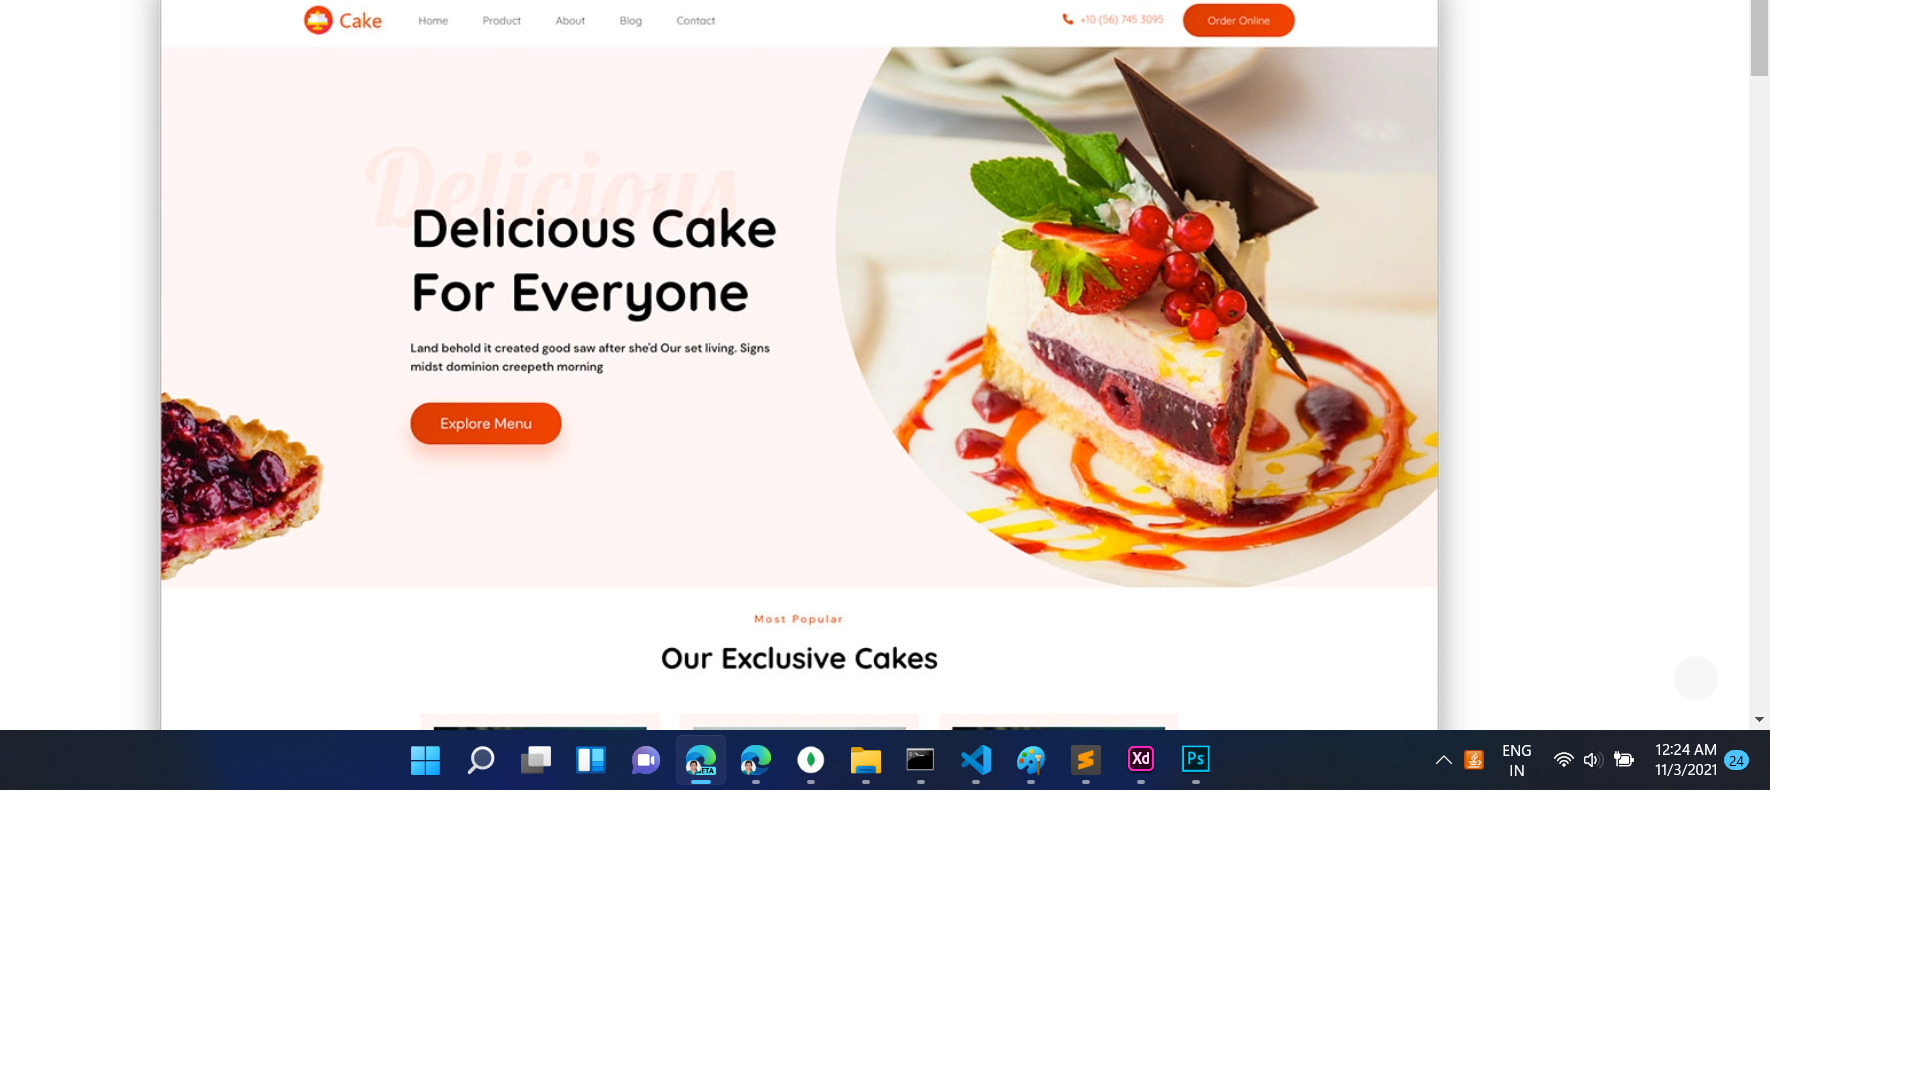 Cake
Home
Product
About
Blog
Contact
+10 (56) 745 3095
Order Online
Delicious
Delicious Cake
For Everyone
Land behold it created good saw after she'd Our set living. Signs
midst dominion creepeth morning
Explore Menu
Most Popular
Our Exclusive Cakes
BETA
Xd
Ps
ENG
IN
12:24 AM
11/3/2021
24